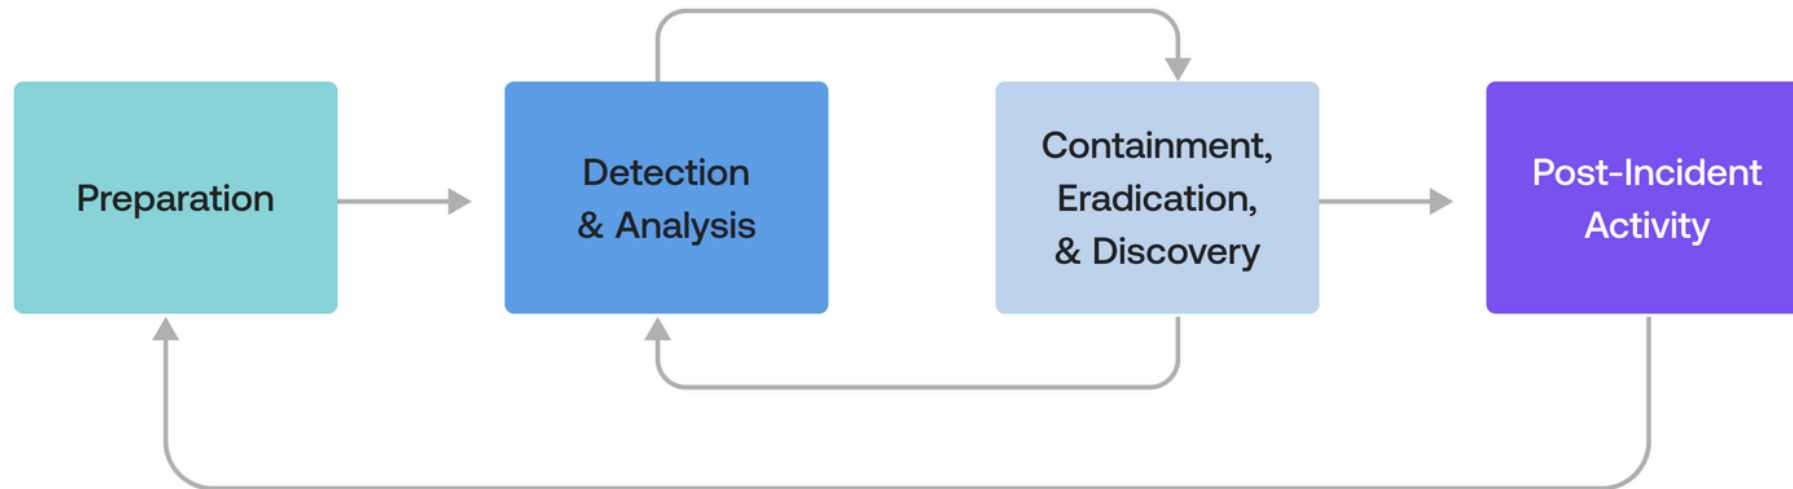 Preparation
Detection
& Analysis
Containment,
Eradication,
& Discovery
Post-Incident
Activity